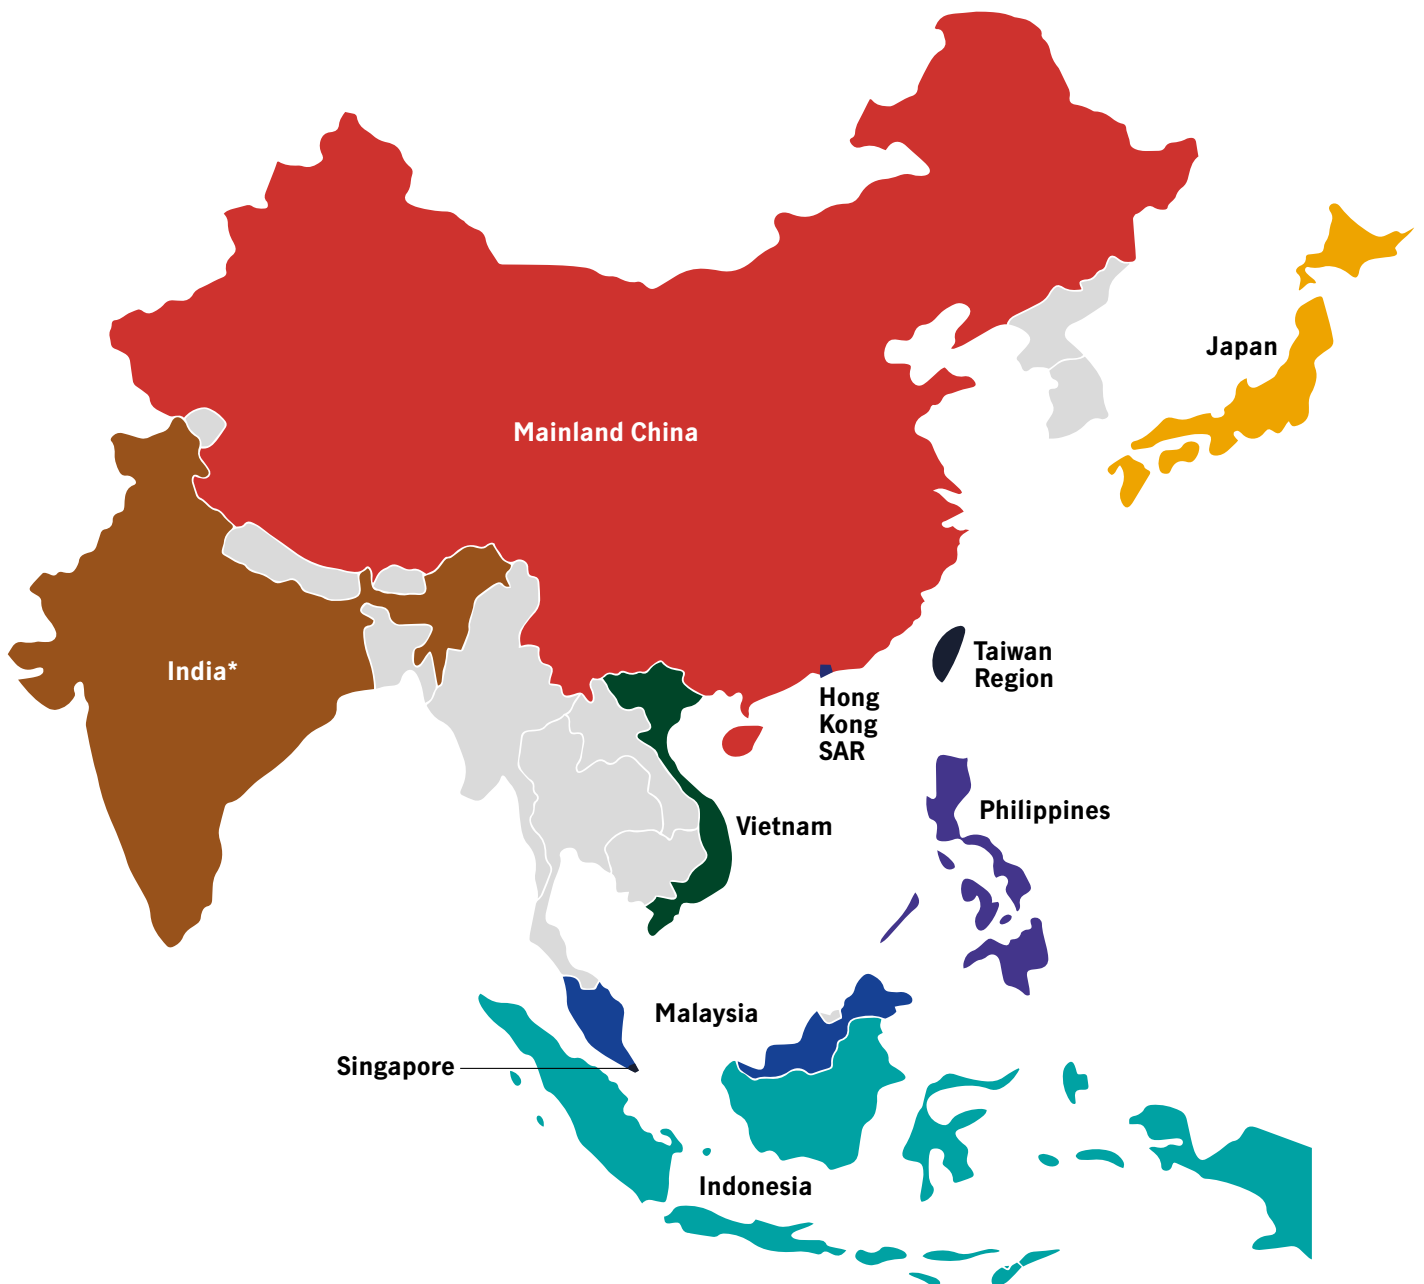 Japan
Mainland China
Taiwan
Region
India*
Hong
Kong
SAR
Philippines
Vietnam
Malaysia
Singapore
Indonesia